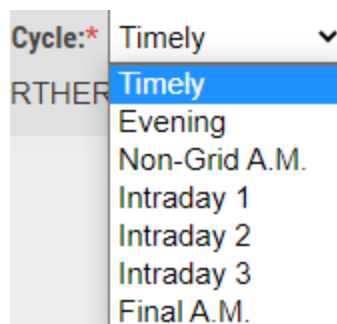 Cycle:* Timely
RTHER
Timely
Evening
Non-Grid A.M.
Intraday 1
Intraday 2
Intraday 3
Final A.M.